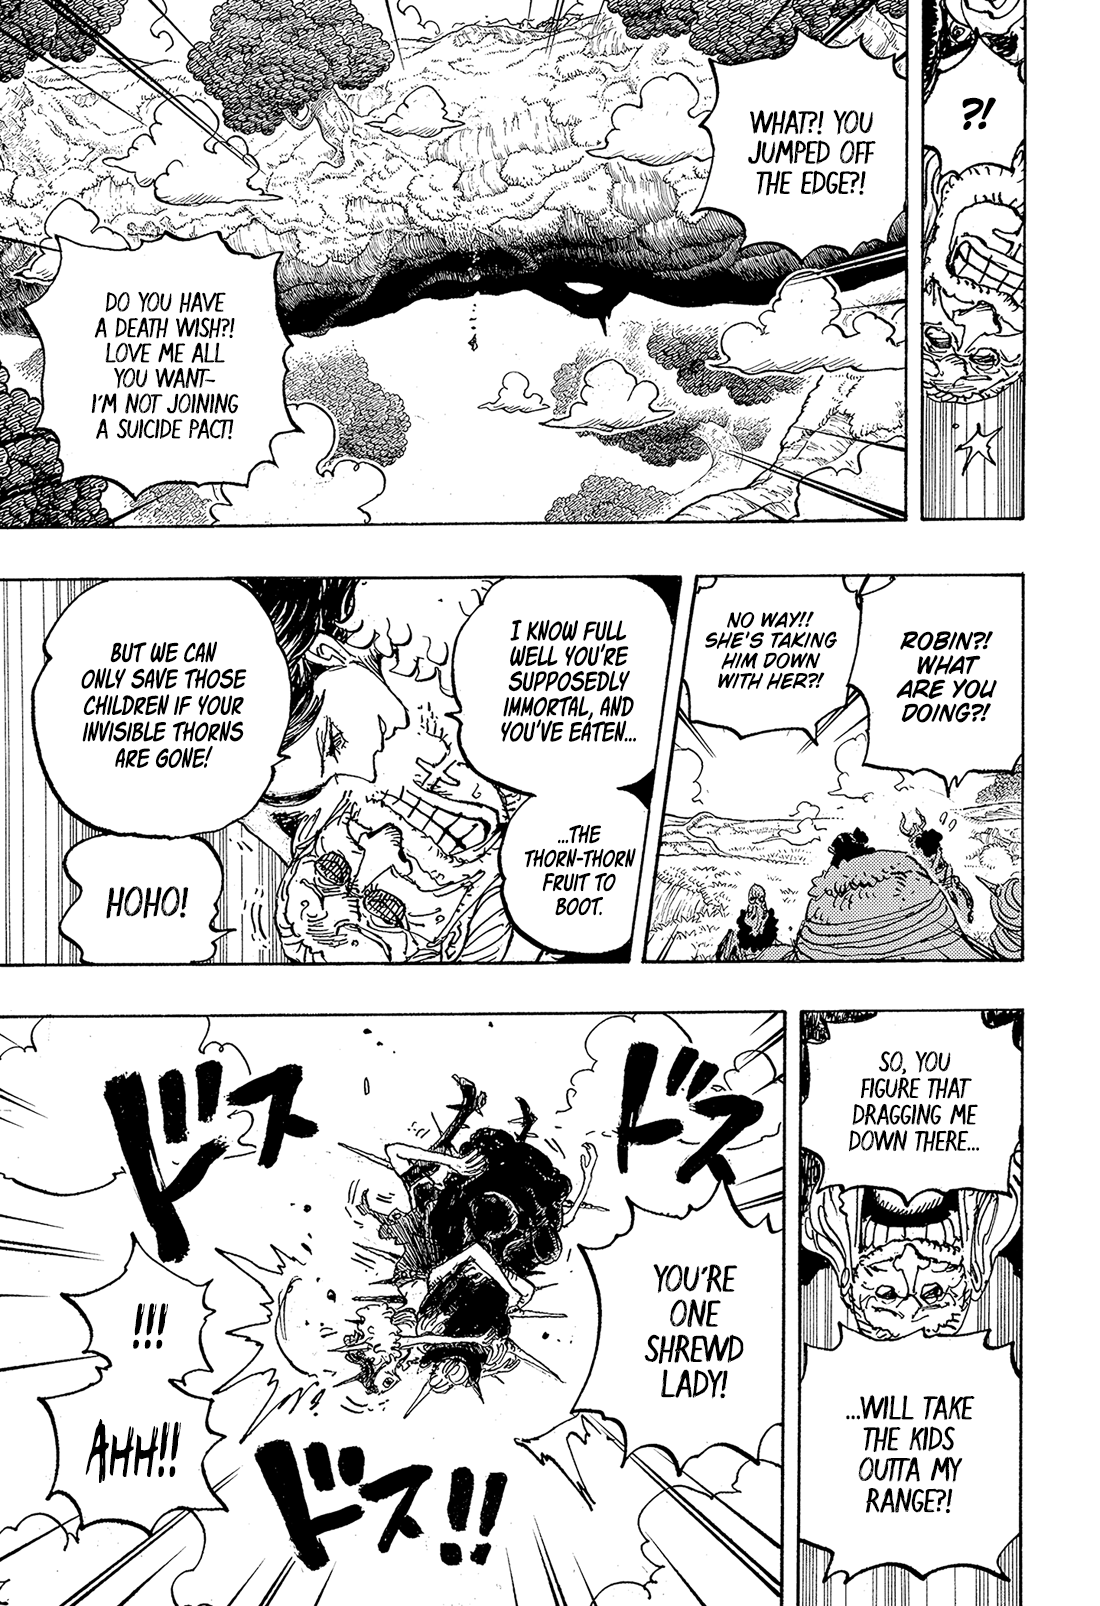 ?!
WHAT?! YOU
JUMPED OFF
THE EDGE?!
DO YOU HAVE
A DEATH WISH?!
LOVE ME ALL
YOU WANT-
I'M NOT JOINING
A SUICIDE PACT!
ROBIN?!
WHAT
ARE YOU
DOING?!
NO WAY!!
SHE'S TAKING
HIM DOWN
WITH HER?!
I KNOW FULL
WELL YOU'RE
SUPPOSEDLY
IMMORTAL, AND
YOU'VE EATEN...
...THE
THORN-THORN
FRUIT TO
BOOT.
BUT WE CAN
ONLY SAVE THOSE
CHILDREN IF YOUR
INVISIBLE THORNS
ARE GONE!
HOHO!
SO, YOU
FIGURE THAT
DRAGGING ME
DOWN THERE...
...WILL TAKE
THE KIDS
OUTTA MY
RANGE?!
YOU'RE
ONE
SHREWD
LADY!
ドス
ドス
ドス!!
!!!
AHH!!